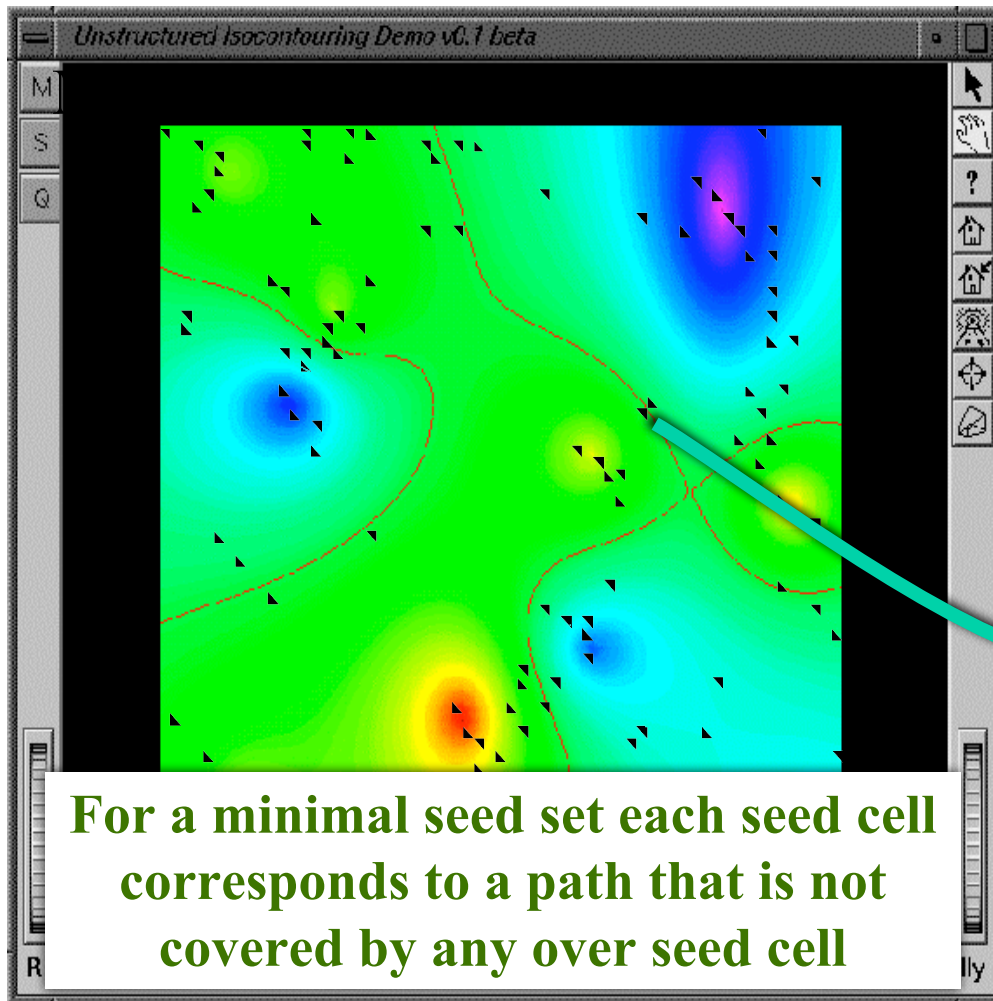 Unstructured Isocontouring Demo v0.1 beta
M
S
Q
?
For a minimal seed set each seed cell
corresponds to a path that is not
covered by any over seed cell
R
lly